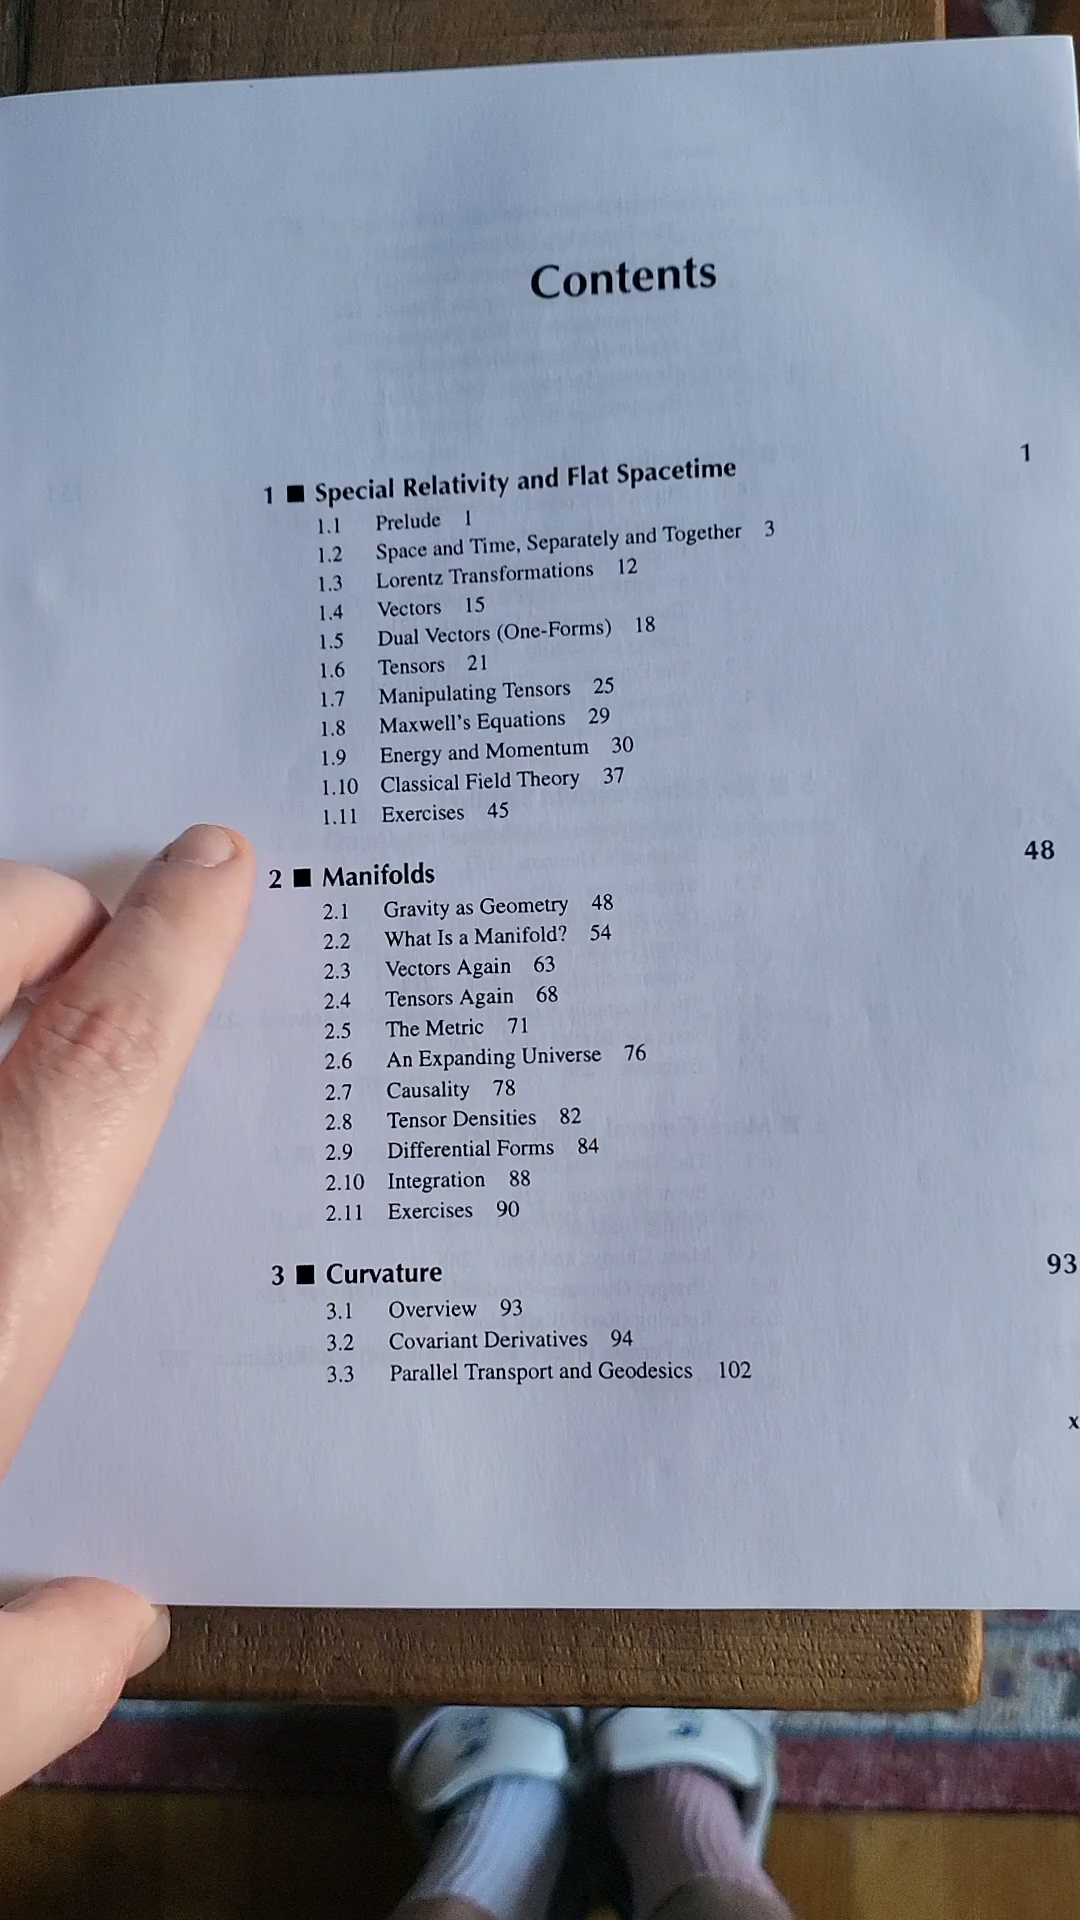 Contents
1 ■ Special Relativity and Flat Spacetime 1
1.1 Prelude 1
1.2 Space and Time, Separately and Together 3
1.3 Lorentz Transformations 12
1.4 Vectors 15
1.5 Dual Vectors (One-Forms) 18
1.6 Tensors 21
1.7 Manipulating Tensors 25
1.8 Maxwell's Equations 29
1.9 Energy and Momentum 30
1.10 Classical Field Theory 37
1.11 Exercises 45
2 ■ Manifolds 48
2.1 Gravity as Geometry 48
2.2 What Is a Manifold? 54
2.3 Vectors Again 63
2.4 Tensors Again 68
2.5 The Metric 71
2.6 An Expanding Universe 76
2.7 Causality 78
2.8 Tensor Densities 82
2.9 Differential Forms 84
2.10 Integration 88
2.11 Exercises 90
3 ■ Curvature 93
3.1 Overview 93
3.2 Covariant Derivatives 94
3.3 Parallel Transport and Geodesics 102